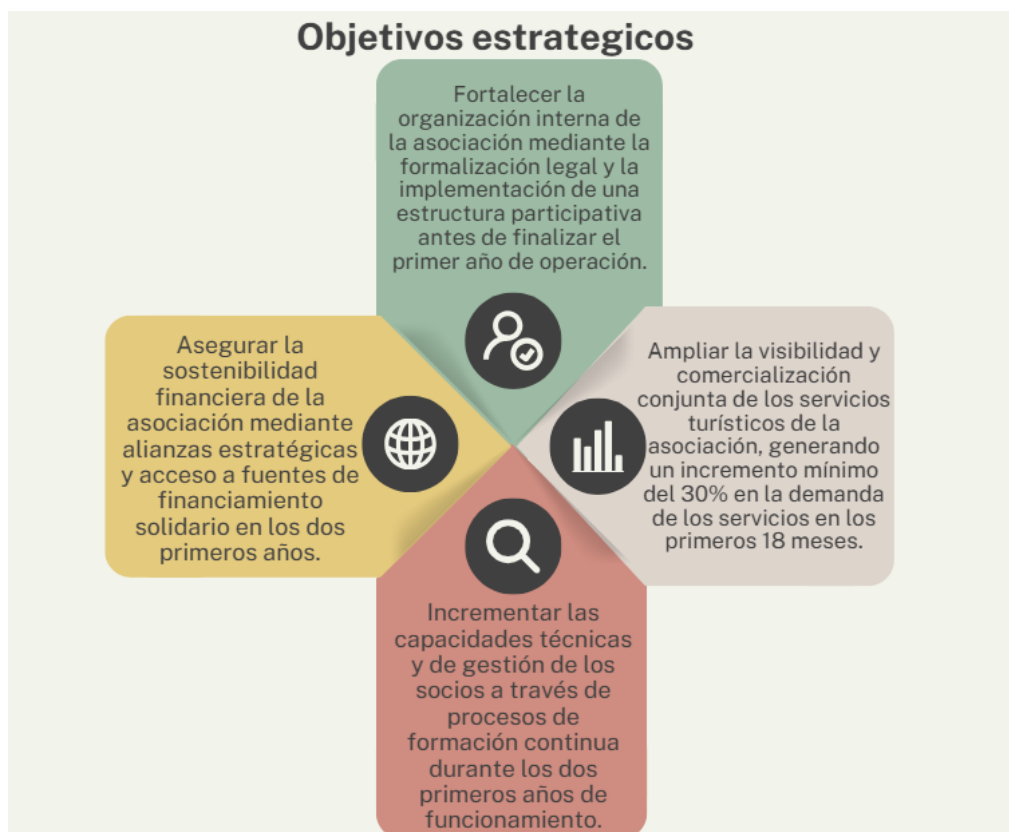 Objetivos estrategicos
Fortalecer la
organización interna de
la asociación mediante la
formalización legal y la
implementación de una
estructura participativa
antes de finalizar el
primer año de operación.
Asegurar la
sostenibilidad
financiera de la
asociación mediante
alianzas estratégicas
y acceso a fuentes de
financiamiento
solidario en los dos
primeros años.
Ampliar la visibilidad y
comercialización
conjunta de los servicios
turísticos de la
asociación, generando
un incremento mínimo
del 30% en la demanda
de los servicios en los
primeros 18 meses.
Incrementar las
capacidades técnicas
y de gestión de los
socios a través de
procesos de
formación continua
durante los dos
primeros años de
funcionamiento.